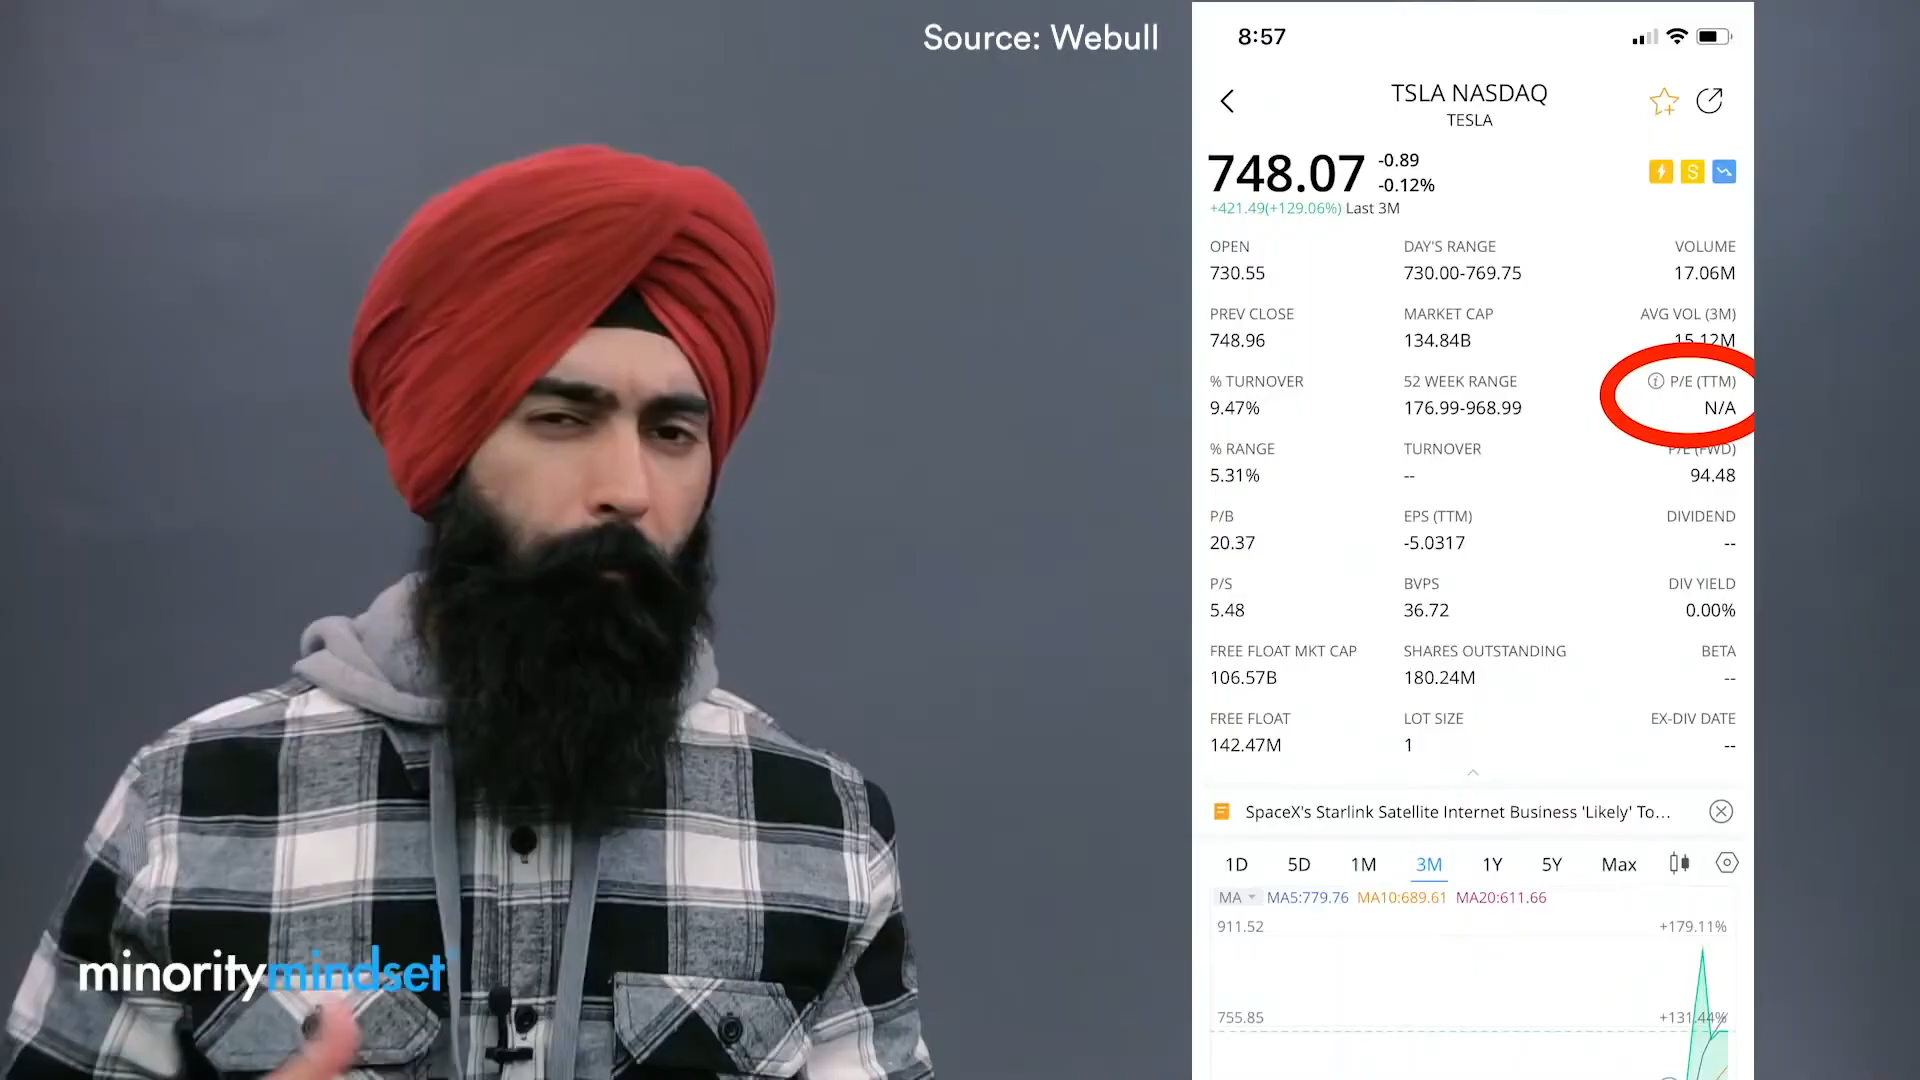 Source: Webull
8:57
TSLA NASDAQ
TESLA
748.07
-0.89
-0.12%
+421.49(+129.06%) Last 3M
OPEN DAY'S RANGE VOLUME
730.55 730.00-769.75 17.06M
PREV CLOSE MARKET CAP AVG VOL (3M)
748.96 134.84B 15.12M
% TURNOVER 52 WEEK RANGE P/E (TTM)
9.47% 176.99-968.99 N/A
% RANGE TURNOVER P/E (FWD)
5.31% -- 94.48
P/B EPS (TTM) DIVIDEND
20.37 -5.0317 --
P/S BVPS DIV YIELD
5.48 36.72 0.00%
FREE FLOAT MKT CAP SHARES OUTSTANDING BETA
106.57B 180.24M --
FREE FLOAT LOT SIZE EX-DIV DATE
142.47M 1 --
SpaceX's Starlink Satellite Internet Business 'Likely' To...
1D 5D 1M 3M 1Y 5Y Max
MA MA5:779.76 MA10:689.61 MA20:611.66
911.52 +179.11%
755.85 +131.44%
minoritymindset